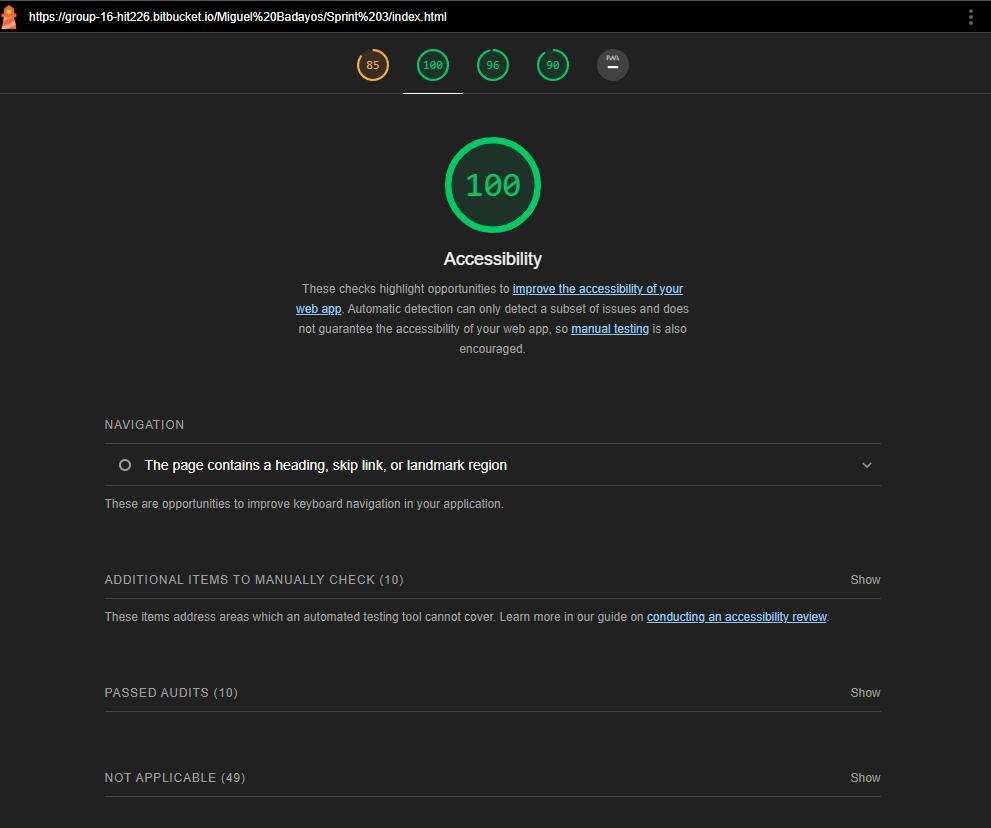 https://group-16-hit226.bitbucket.io/Miguel%20Badayos/Sprint%203/index.html
85 100 96 90 PWA
100
Accessibility
These checks highlight opportunities to improve the accessibility of your
web app. Automatic detection can only detect a subset of issues and does
not guarantee the accessibility of your web app, so manual testing is also
encouraged.
NAVIGATION
The page contains a heading, skip link, or landmark region
These are opportunities to improve keyboard navigation in your application.
ADDITIONAL ITEMS TO MANUALLY CHECK (10) Show
These items address areas which an automated testing tool cannot cover. Learn more in our guide on conducting an accessibility review.
PASSED AUDITS (10) Show
NOT APPLICABLE (49) Show